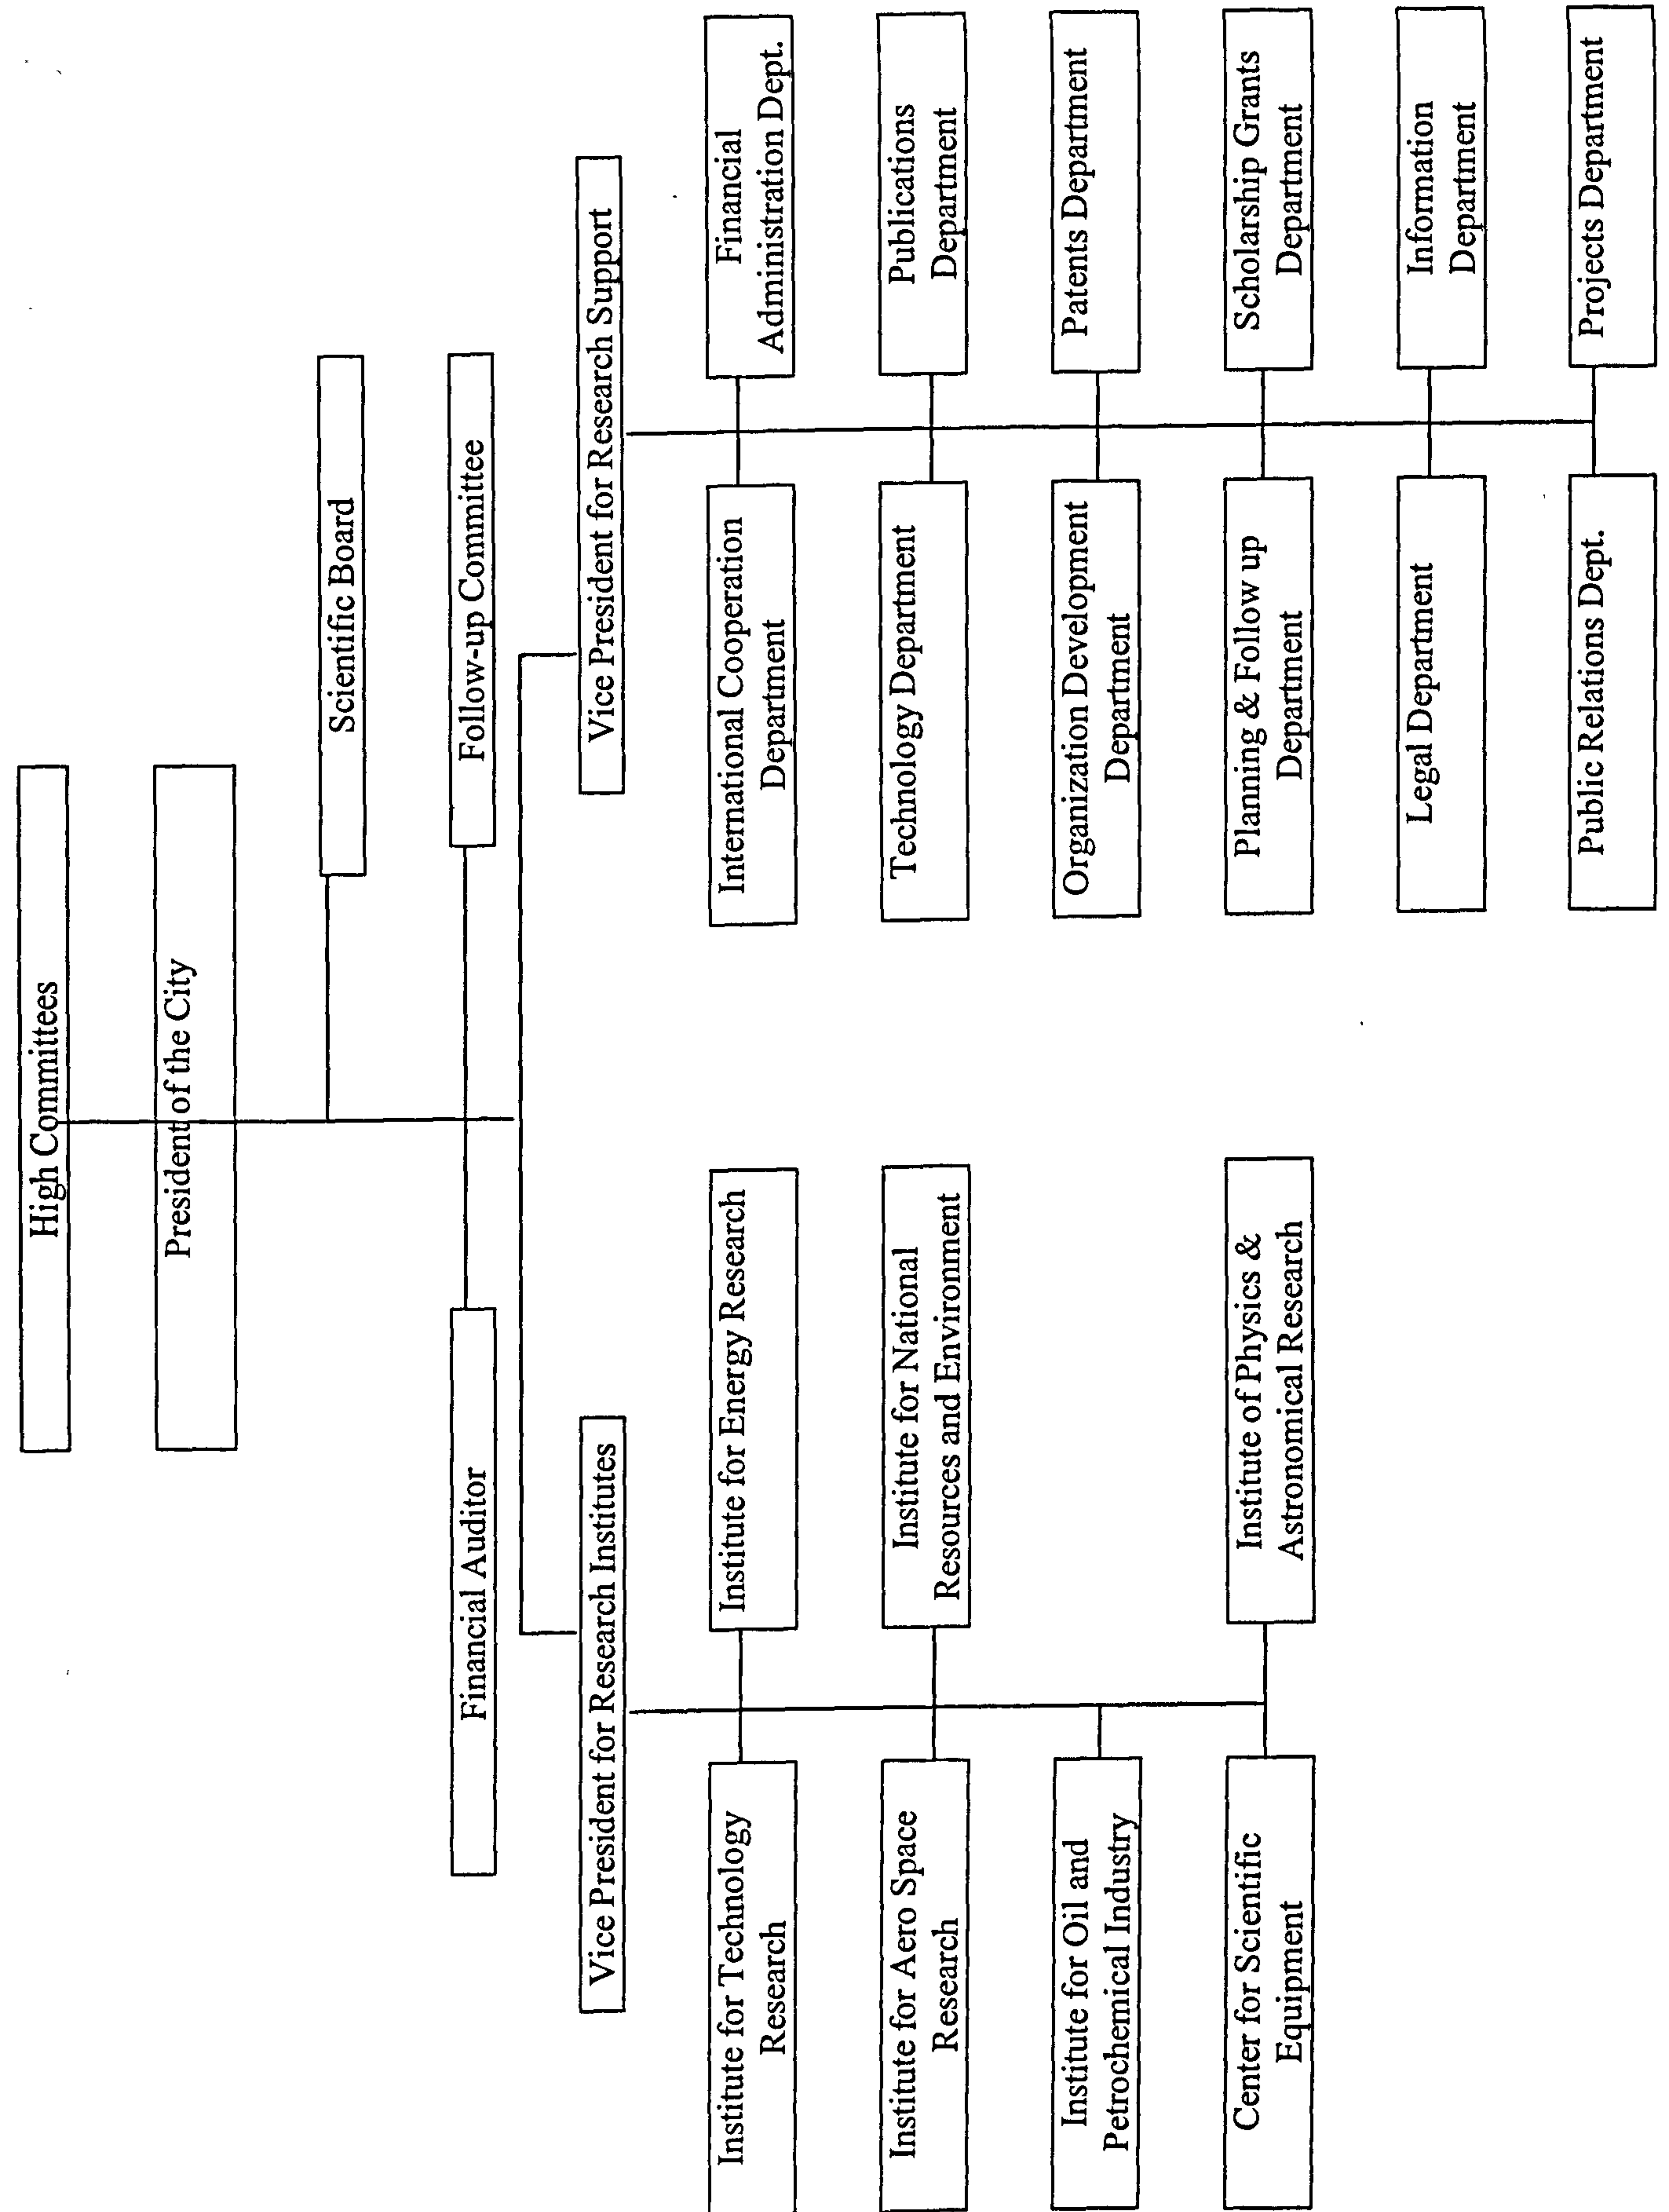 High Committees
President of the City
Scientific Board
Financial Auditor
Follow-up Committee
Vice President for Research Institutes
Vice President for Research Support
Institute for Technology
Research
Institute for Energy Research
International Cooperation
Department
Financial
Administration Dept.
Institute for Aero Space
Research
Institute for National
Resources and Environment
Technology Department
Publications
Department
Institute for Oil and
Petrochemical Industry
Organization Development
Department
Patents Department
Center for Scientific
Equipment
Institute of Physics &
Astronomical Research
Planning & Follow up
Department
Scholarship Grants
Department
Legal Department
Information
Department
Public Relations Dept.
Projects Department